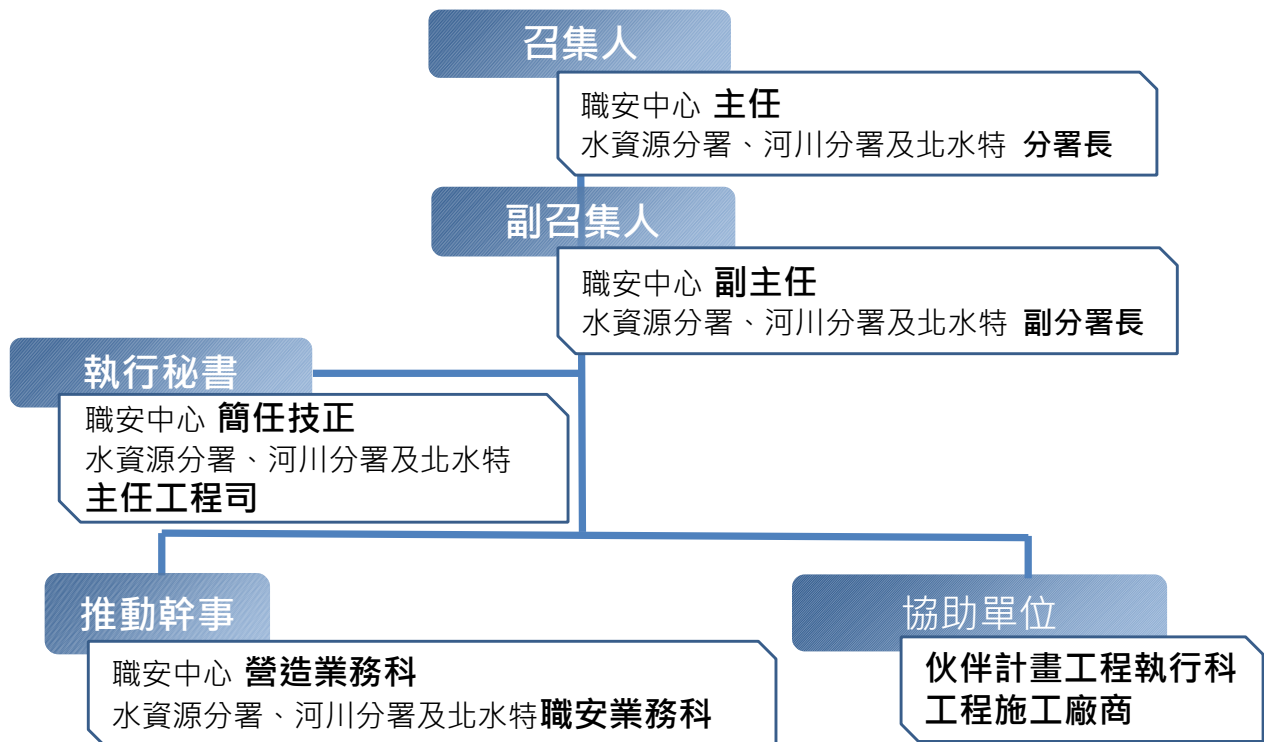 召集人
職安中心 主任
水資源分署、河川分署及北水特 分署長
副召集人
職安中心 副主任
水資源分署、河川分署及北水特 副分署長
執行秘書
職安中心 簡任技正
水資源分署、河川分署及北水特
主任工程司
推動幹事
職安中心 營造業務科
水資源分署、河川分署及北水特職安業務科
協助單位
伙伴計畫工程執行科
工程施工廠商